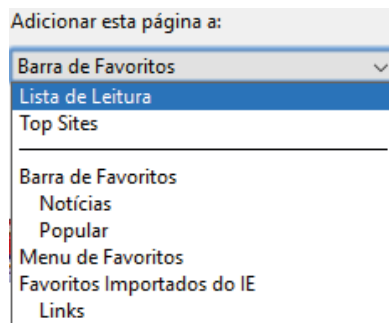 Adicionar esta página a:
Barra de Favoritos
Lista de Leitura
Top Sites
Barra de Favoritos
Notícias
Popular
Menu de Favoritos
Favoritos Importados do IE
Links